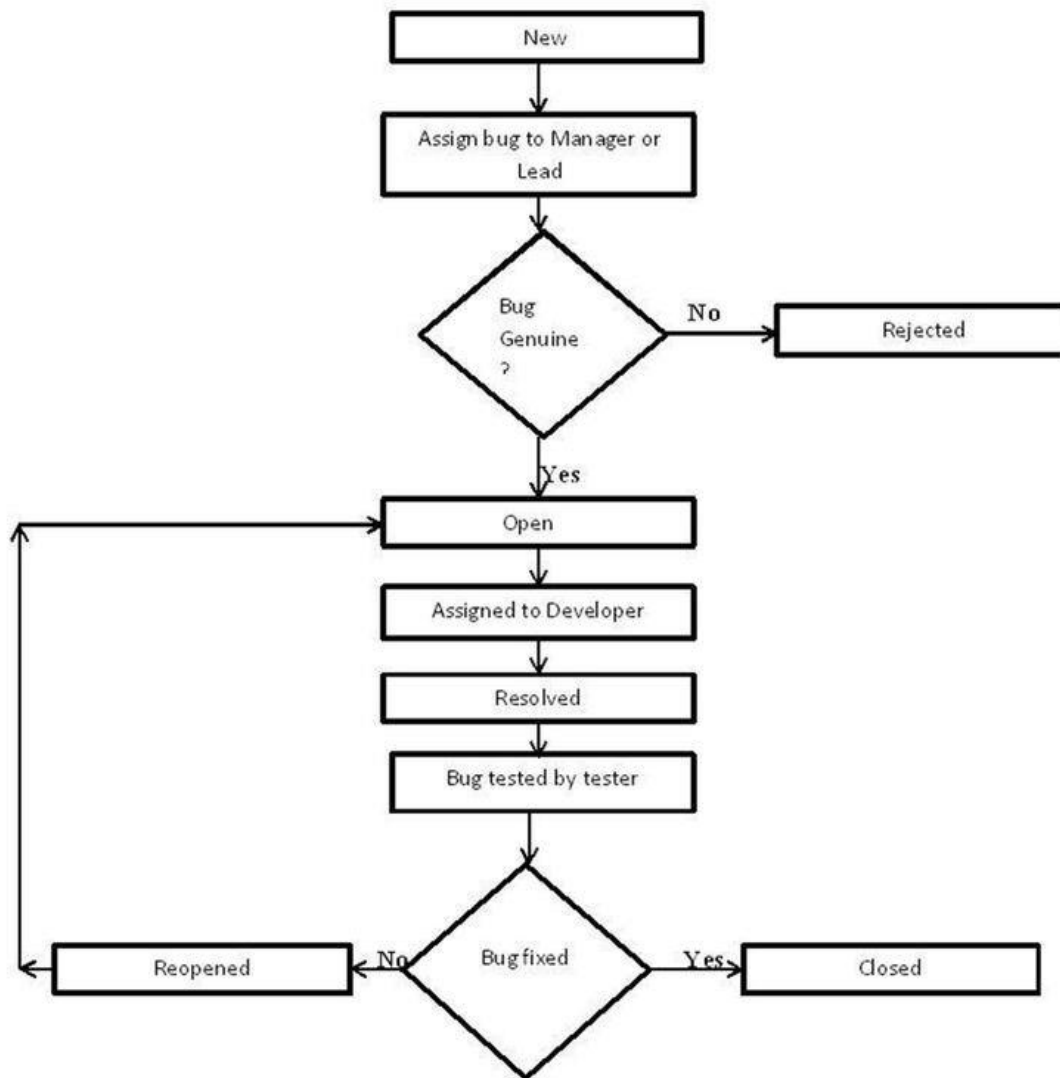 New
Assign bug to Manager or
Lead
Bug
Genuine
?
No
Rejected
Yes
Open
Assigned to Developer
Resolved
Bug tested by tester
Reopened
No
Bug fixed
Yes
Closed